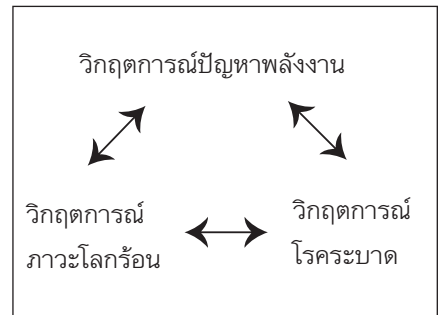 วิกฤตการณ์ปัญหาพลังงาน
วิกฤตการณ์
ภาวะโลกร้อน
วิกฤตการณ์
โรคระบาด